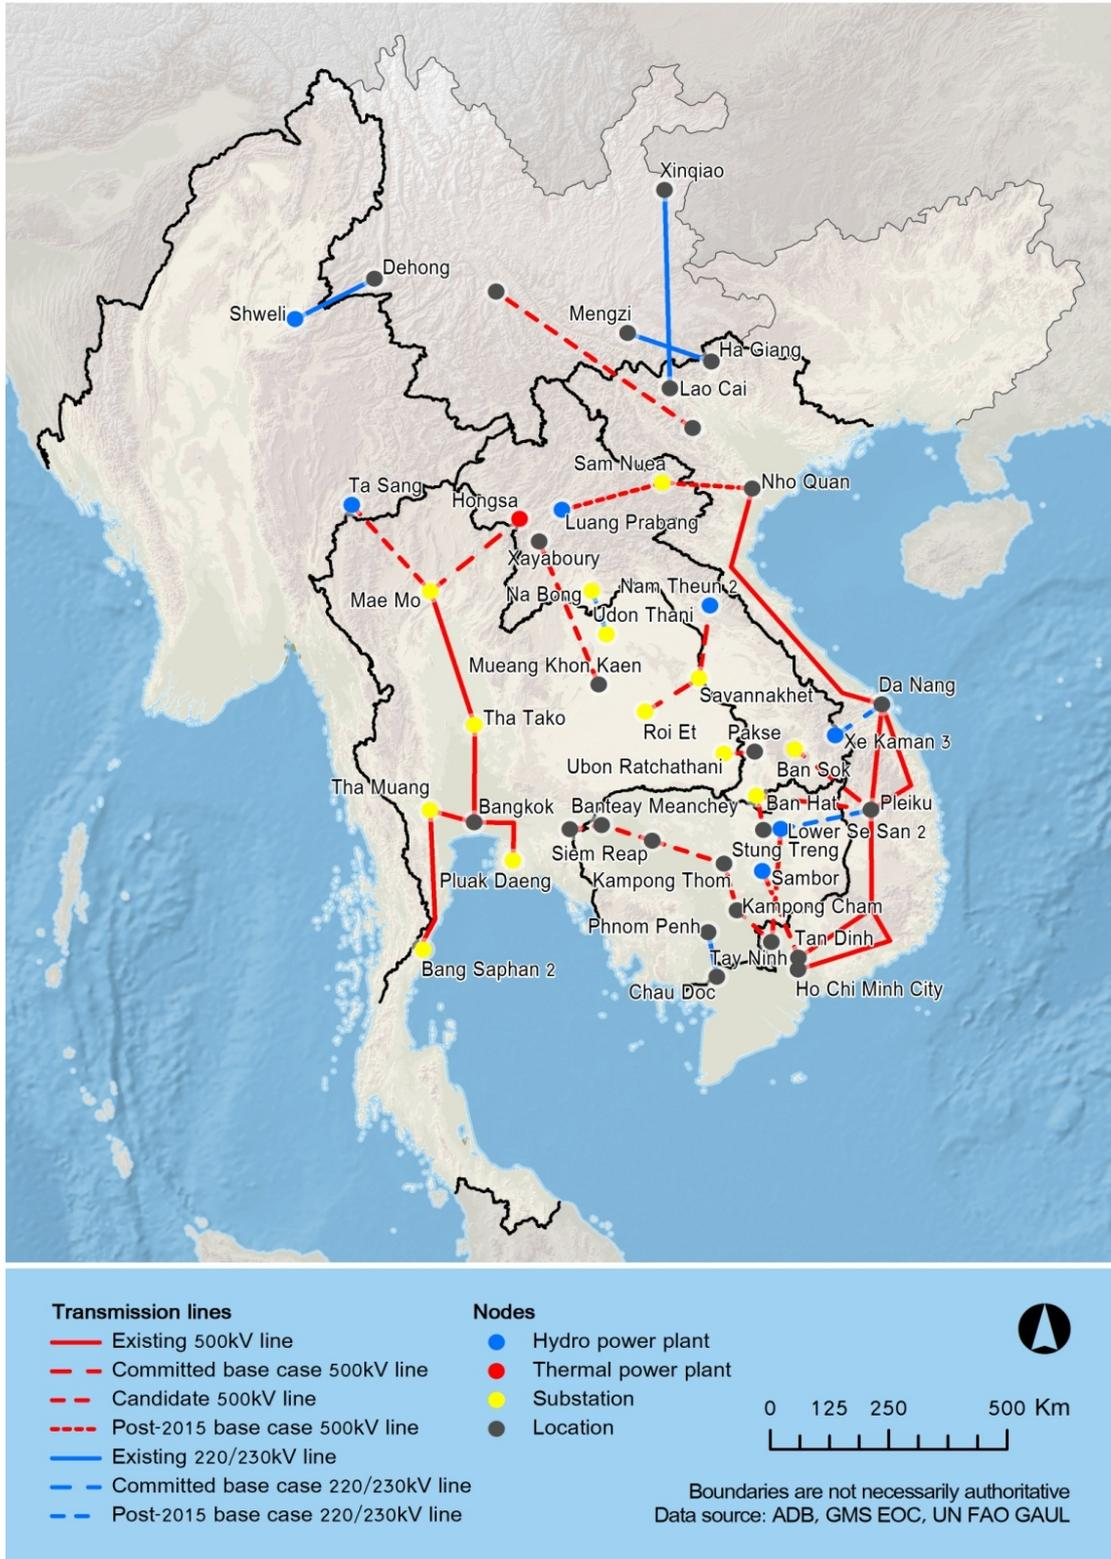 Xinqiao
Dehong
Shweli
Mengzi
Ha Giang
Lao Cai
Sam Nuea
Ta Sang
Hongsa
Nho Quan
Luang Prabang
Xayaboury
Mae Mo
Na Bong
Nam Theun 2
Udon Thani
Mueang Khon Kaen
Da Nang
Savannakhet
Tha Tako
Roi Et
Pakse
Xe Kaman 3
Ubon Ratchathani
Ban Sok
Tha Muang
Bangkok
Banteay Meanchey
Ban Hat
Pleiku
Lower Se San 2
Siem Reap
Stung Treng
Pluak Daeng
Kampong Thom
Sambor
Kampong Cham
Phnom Penh
Tan Dinh
Tay Ninh
Bang Saphan 2
Chau Doc
Ho Chi Minh City
Transmission lines
Existing 500kV line
Committed base case 500kV line
Candidate 500kV line
Post-2015 base case 500kV line
Existing 220/230kV line
Committed base case 220/230kV line
Post-2015 base case 220/230kV line
Nodes
Hydro power plant
Thermal power plant
Substation
Location
0 125 250 500 Km
Boundaries are not necessarily authoritative
Data source: ADB, GMS EOC, UN FAO GAUL